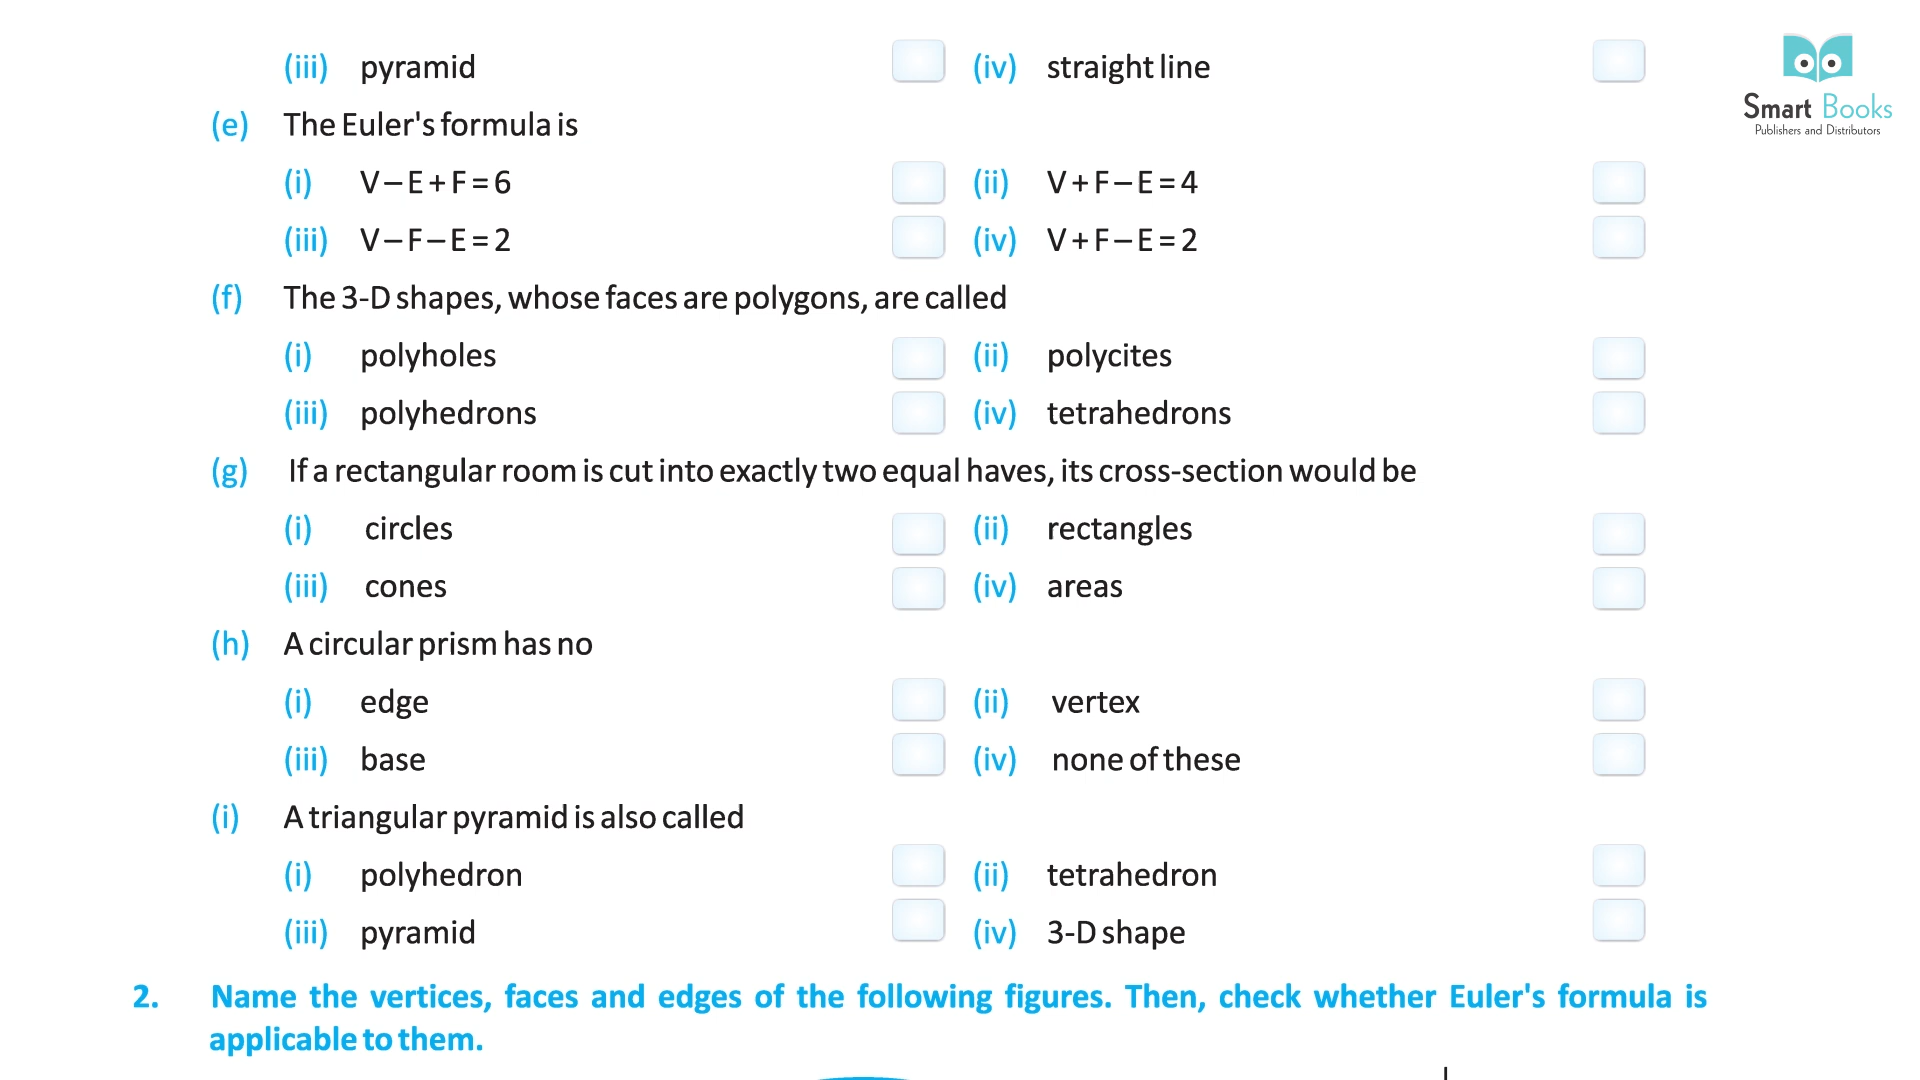 (iii) pyramid (iv) straight line
Smart Books
Publishers and Distributors
(e) The Euler's formula is
(i) V – E + F = 6 (ii) V + F – E = 4
(iii) V – F – E = 2 (iv) V + F – E = 2
(f) The 3-D shapes, whose faces are polygons, are called
(i) polyholes (ii) polycites
(iii) polyhedrons (iv) tetrahedrons
(g) If a rectangular room is cut into exactly two equal haves, its cross-section would be
(i) circles (ii) rectangles
(iii) cones (iv) areas
(h) A circular prism has no
(i) edge (ii) vertex
(iii) base (iv) none of these
(i) A triangular pyramid is also called
(i) polyhedron (ii) tetrahedron
(iii) pyramid (iv) 3-D shape
2. Name the vertices, faces and edges of the following figures. Then, check whether Euler's formula is
applicable to them.